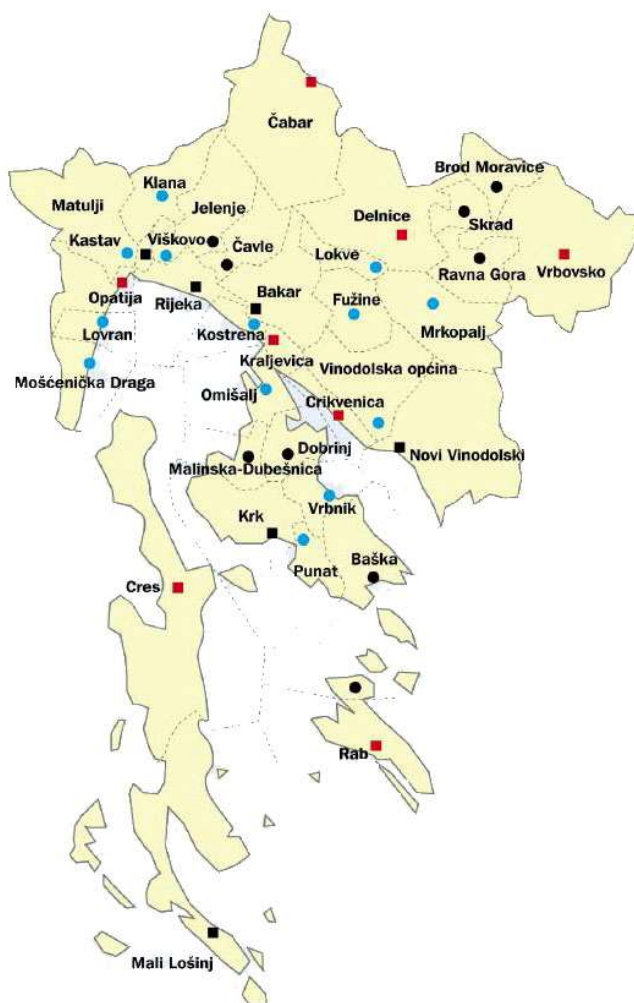 Čabar
Brod Moravice
Klana
Matulji
Jelenje
Delnice
Skrad
Kastav
Viškovo
Čavle
Lokve
Ravna Gora
Vrbovsko
Opatija
Rijeka
Bakar
Fužine
Lovran
Kostrena
Mrkopalj
Kraljevica
Mošćenička Draga
Vinodolska općina
Omišalj
Crikvenica
Dobrinj
Novi Vinodolski
Malinska-Dubešnica
Vrbnik
Krk
Punat
Baška
Cres
Rab
Mali Lošinj